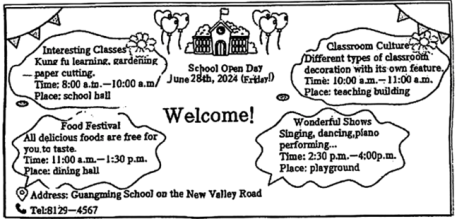 School Open Day
June 28th, 2024 (Friday)
Welcome!
Interesting Classes
Kung fu learning, gardening
paper cutting.
Time: 8:00 a.m.—10:00 a.m/
Place: school hall
Classroom Culture
Different types of classroom
decoration with its own feature.
Time: 10:00 a.m.—11:00 a.m.
Place: teaching building
Food Festival
All delicious foods are free for
you.to taste.
Time: 11:00 a.m.—1:30 p.m.
Place: dining hall
Wonderful Shows
Singing, dancing,piano
performing...
Time: 2:30 p.m.—4:00p.m.
Place: playground
Address: Guangming School on the New Valley Road
Tel:8129—4567